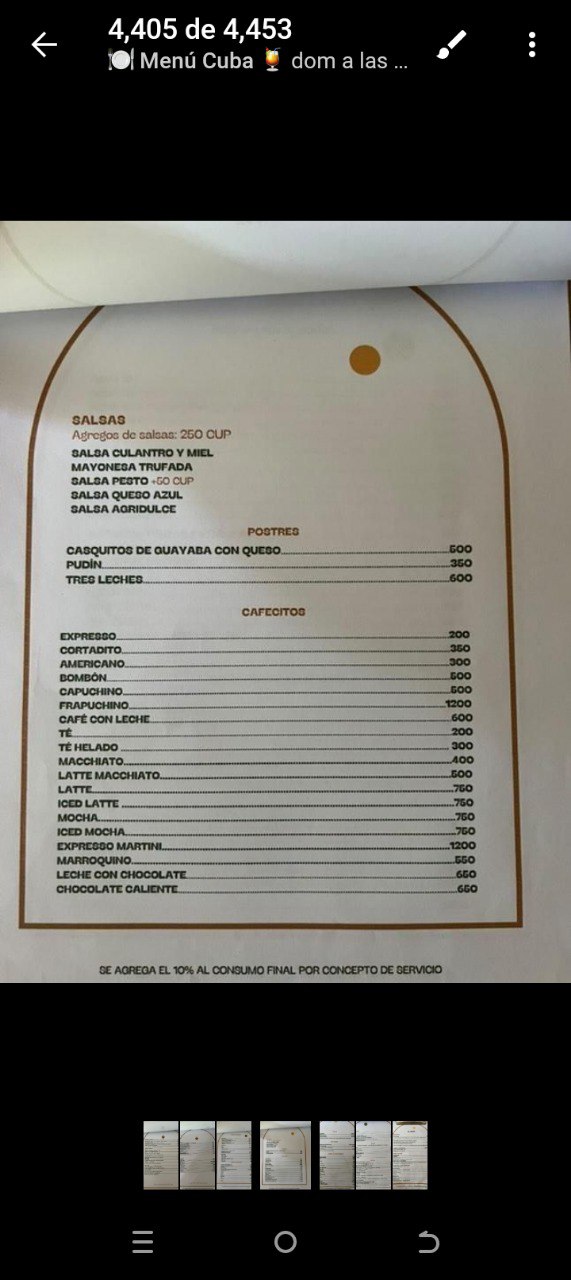 4,405 de 4,453
🍽️ Menú Cuba 🍹 dom a las ...
SALSAS
Agregos de salsas: 250 CUP
SALSA CULANTRO Y MIEL
MAYONESA TRUFADA
SALSA PESTO +50 CUP
SALSA QUESO AZUL
SALSA AGRIDULCE
POSTRES
CASQUITOS DE GUAYABA CON QUESO 500
PUDÍN 350
TRES LECHES 600
CAFECITOS
EXPRESSO 200
CORTADITO 350
AMERICANO 300
BOMBÓN 500
CAPUCHINO 500
FRAPUCHINO 1200
CAFÉ CON LECHE 600
TÉ 200
TÉ HELADO 300
MACCHIATO 400
LATTE MACCHIATO 500
LATTE 750
ICED LATTE 750
MOCHA 750
ICED MOCHA 750
EXPRESSO MARTINI 1200
MARROQUINO 550
LECHE CON CHOCOLATE 650
CHOCOLATE CALIENTE 650
SE AGREGA EL 10% AL CONSUMO FINAL POR CONCEPTO DE SERVICIO